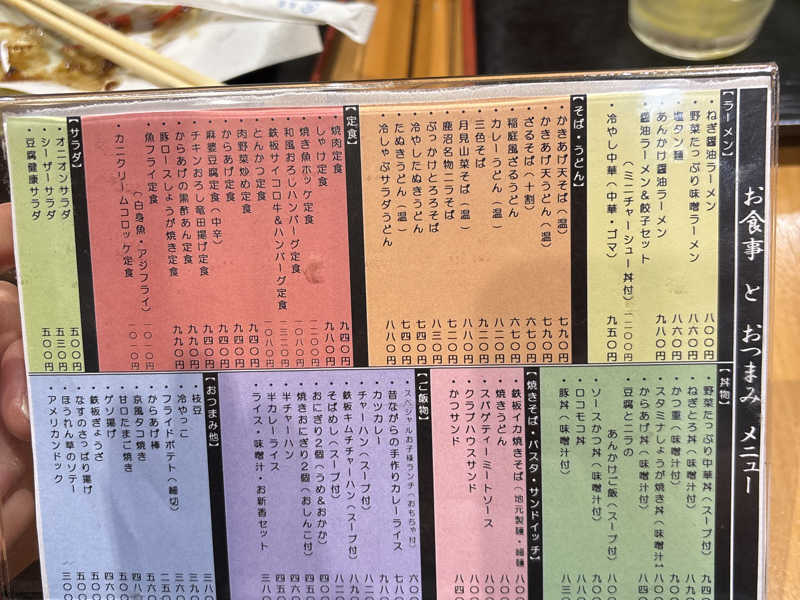 お食事 と おつまみ メニュー
【ラーメン】
ねぎ醤油ラーメン 八〇〇円
野菜たっぷり味噌ラーメン 八六〇円
塩タン麺 八六〇円
あんかけ醤油ラーメン 九八〇円
醤油ラーメン&餃子セット
（ミニチャーシュー丼付） 一二〇〇円
冷やし中華（中華・ゴマ） 九五〇円
【そば・うどん】
かきあげ天そば（温） 七九〇円
かきあげ天うどん（温） 七九〇円
ざるそば（十割） 六七〇円
稲庭風ざるうどん 六七〇円
カレーうどん（温） 八二〇円
三色そば 九二〇円
月見山菜そば（温） 七二〇円
鹿沼名物ニラそば 八二〇円
ぶっかけとろろそば 八三〇円
冷やしたぬきうどん 七四〇円
たぬきうどん（温） 七四〇円
冷しゃぶサラダうどん 八八〇円
【定食】
焼肉定食 九四〇円
しゃけ定食 九八〇円
焼き魚ホッケ定食 一二〇〇円
和風おろしハンバーグ定食 一〇八〇円
鉄板サイコロ牛&ハンバーグ定食 一三二〇円
とんかつ定食 一〇八〇円
肉野菜炒め定食 九四〇円
からあげ定食 九四〇円
麻婆豆腐定食（中辛） 九四〇円
チキンおろし竜田揚げ定食 九九〇円
からあげの黒酢あん定食 九九〇円
豚ロースしょうが焼き定食 九九〇円
魚フライ定食
（白身魚・アジフライ） 一〇一〇円
カニクリームコロッケ定食 一〇一〇円
【サラダ】
・オニオンサラダ 五〇〇円
・シーザーサラダ 五三〇円
・豆腐健康サラダ 五〇〇円
【丼物】
野菜たっぷり中華丼（スープ付） 九四〇
ねぎとろ丼（味噌汁付）
かつ重（味噌汁付）
スタミナしょうが焼き丼（味噌汁
からあげ丼（味噌汁付）
豆腐とニラの
あんかけご飯（スープ付）
ソースかつ丼（味噌汁付）
ロコモコ丼
豚丼（味噌汁付）
【焼きそば・パスタ・サンドイッチ】
鉄板イカ焼きそば（地元製麺・細麺
焼きうどん
スパゲティーミートソース
クラブハウスサンド
かつサンド
【ご飯物】
スペシャルお子様ランチ（おもちゃ付）
昔ながらの手作りカレーライス
カツカレー
チャーハン（スープ付）
鉄板キムチチャーハン（スープ付）
そばめし（スープ付）
おにぎり２個（うめ&おかか）
焼きおにぎり２個（おしんこ付）
半チャーハン
半カレーライス
ライス・味噌汁・お新香セット
【おつまみ他】
枝豆
冷やっこ
フライドポテト（細切）
からあげ棒
京風タコ焼き
甘口たまご焼き
ゲソ揚げ
鉄板ぎょうざ
なすのさっぱり揚げ
ほうれん草のソテー
アメリカンドック